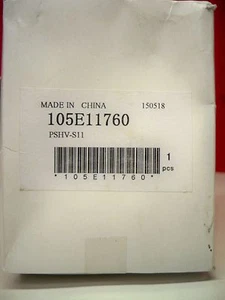 MADE IN CHINA 150518
105E11760
PSHV-S11
1
pcs
*105E11760*